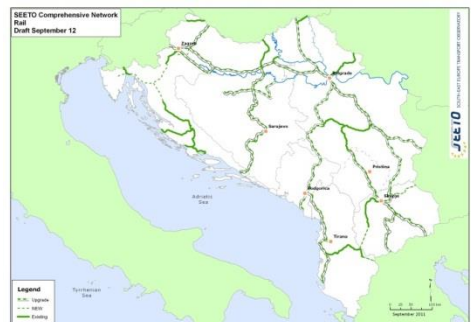 SEETO Comprehensive Network
Rail
Draft September 12
SEETO
SOUTH-EAST EUROPE TRANSPORT OBSERVATORY
Zagreb
Belgrade
Sarajevo
Pristina
Podgorica
Skopje
Tirana
Adriatic
Sea
Tyrrhenian
Sea
Legend
Upgrade
NEW
Existing
September 2011